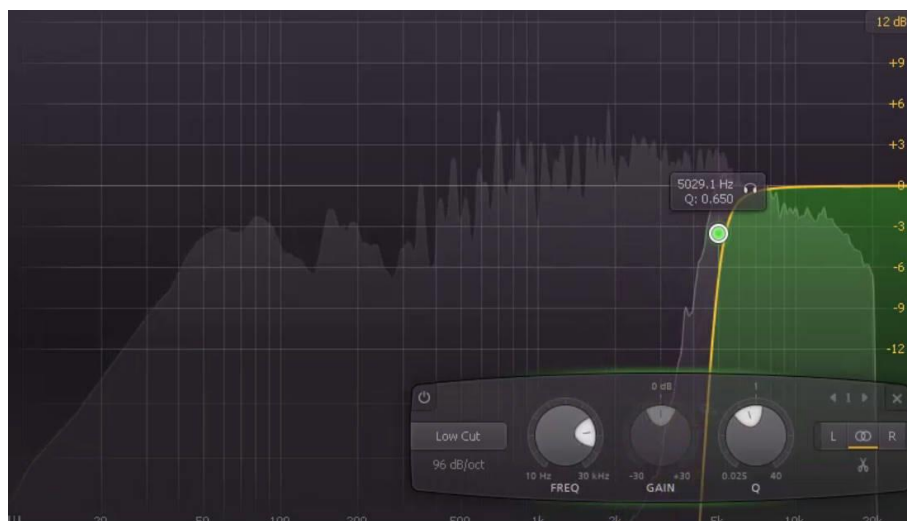 12 dB
+9
+6
+3
0
-3
-6
-9
-12
5029.1 Hz
Q: 0.650
0 dB
1
Low Cut
96 dB/oct
10 Hz 30 kHz
FREQ
-30 +30
GAIN
0.025 40
Q
1
L R
20 50 100 200 500 1k 2k 5k 10k 20k